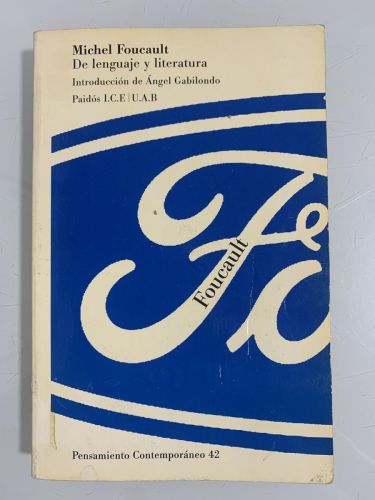 Michel Foucault
De lenguaje y literatura
Introducción de Ángel Gabilondo
Paidós I.C.E | U.A.B
Foucault
Pensamiento Contemporáneo 42